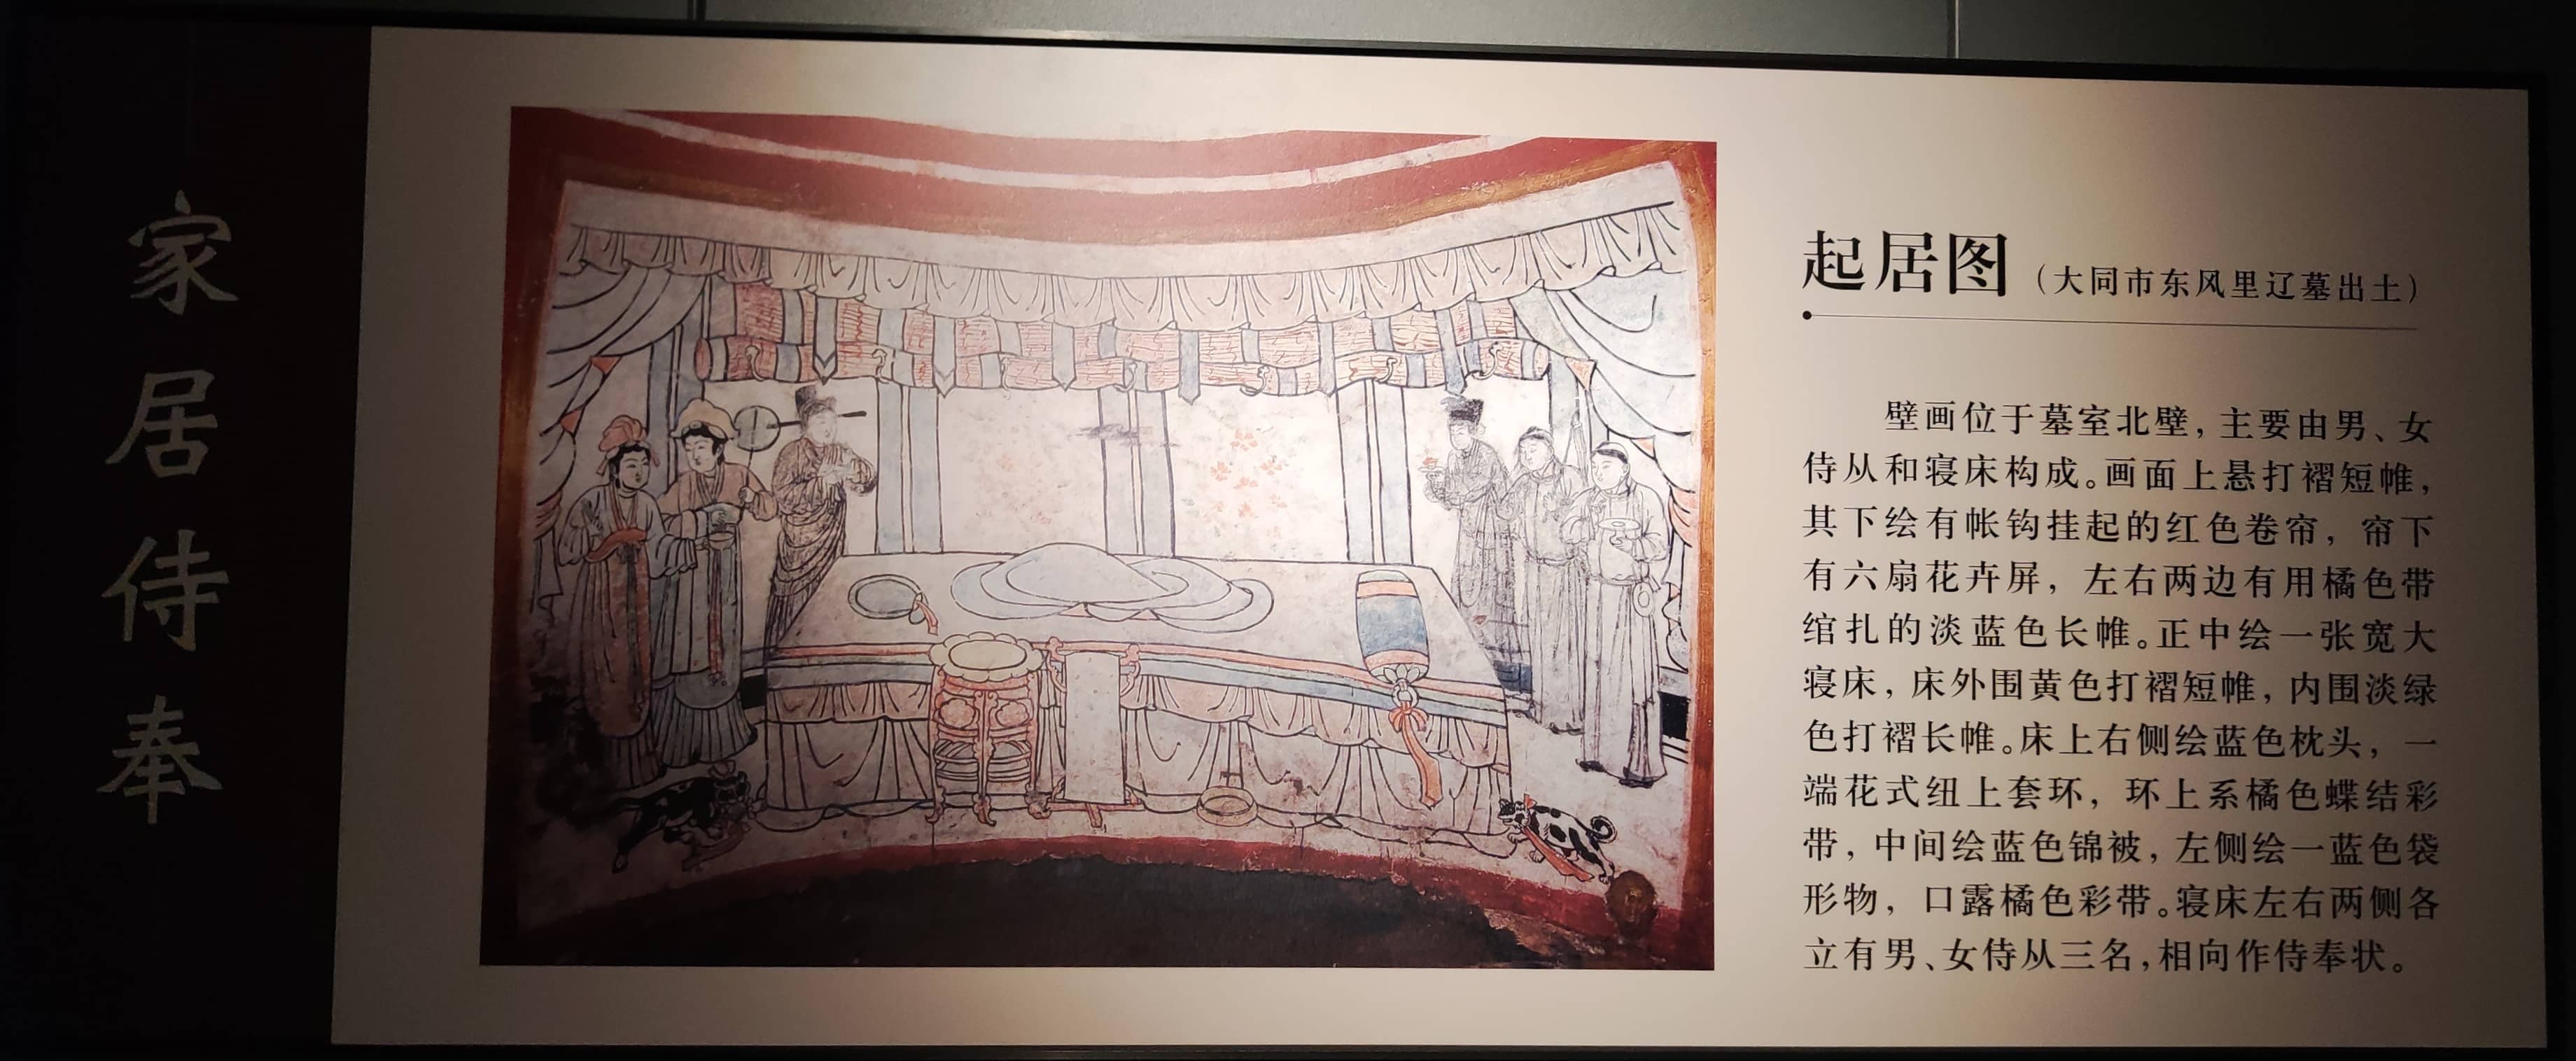 家居侍奉
起居图（大同市东风里辽墓出土）
壁画位于墓室北壁，主要由男、女
侍从和寝床构成。画面上悬打褶短帷，
其下绘有帐钩挂起的红色卷帘，帘下
有六扇花卉屏，左右两边有用橘色带
绾扎的淡蓝色长帷。正中绘一张宽大
寝床，床外围黄色打褶短帷，内围淡绿
色打褶长帷。床上右侧绘蓝色枕头，一
端花式纽上套环，环上系橘色蝶结彩
带，中间绘蓝色锦被，左侧绘一蓝色袋
形物，口露橘色彩带。寝床左右两侧各
立有男、女侍从三名，相向作侍奉状。